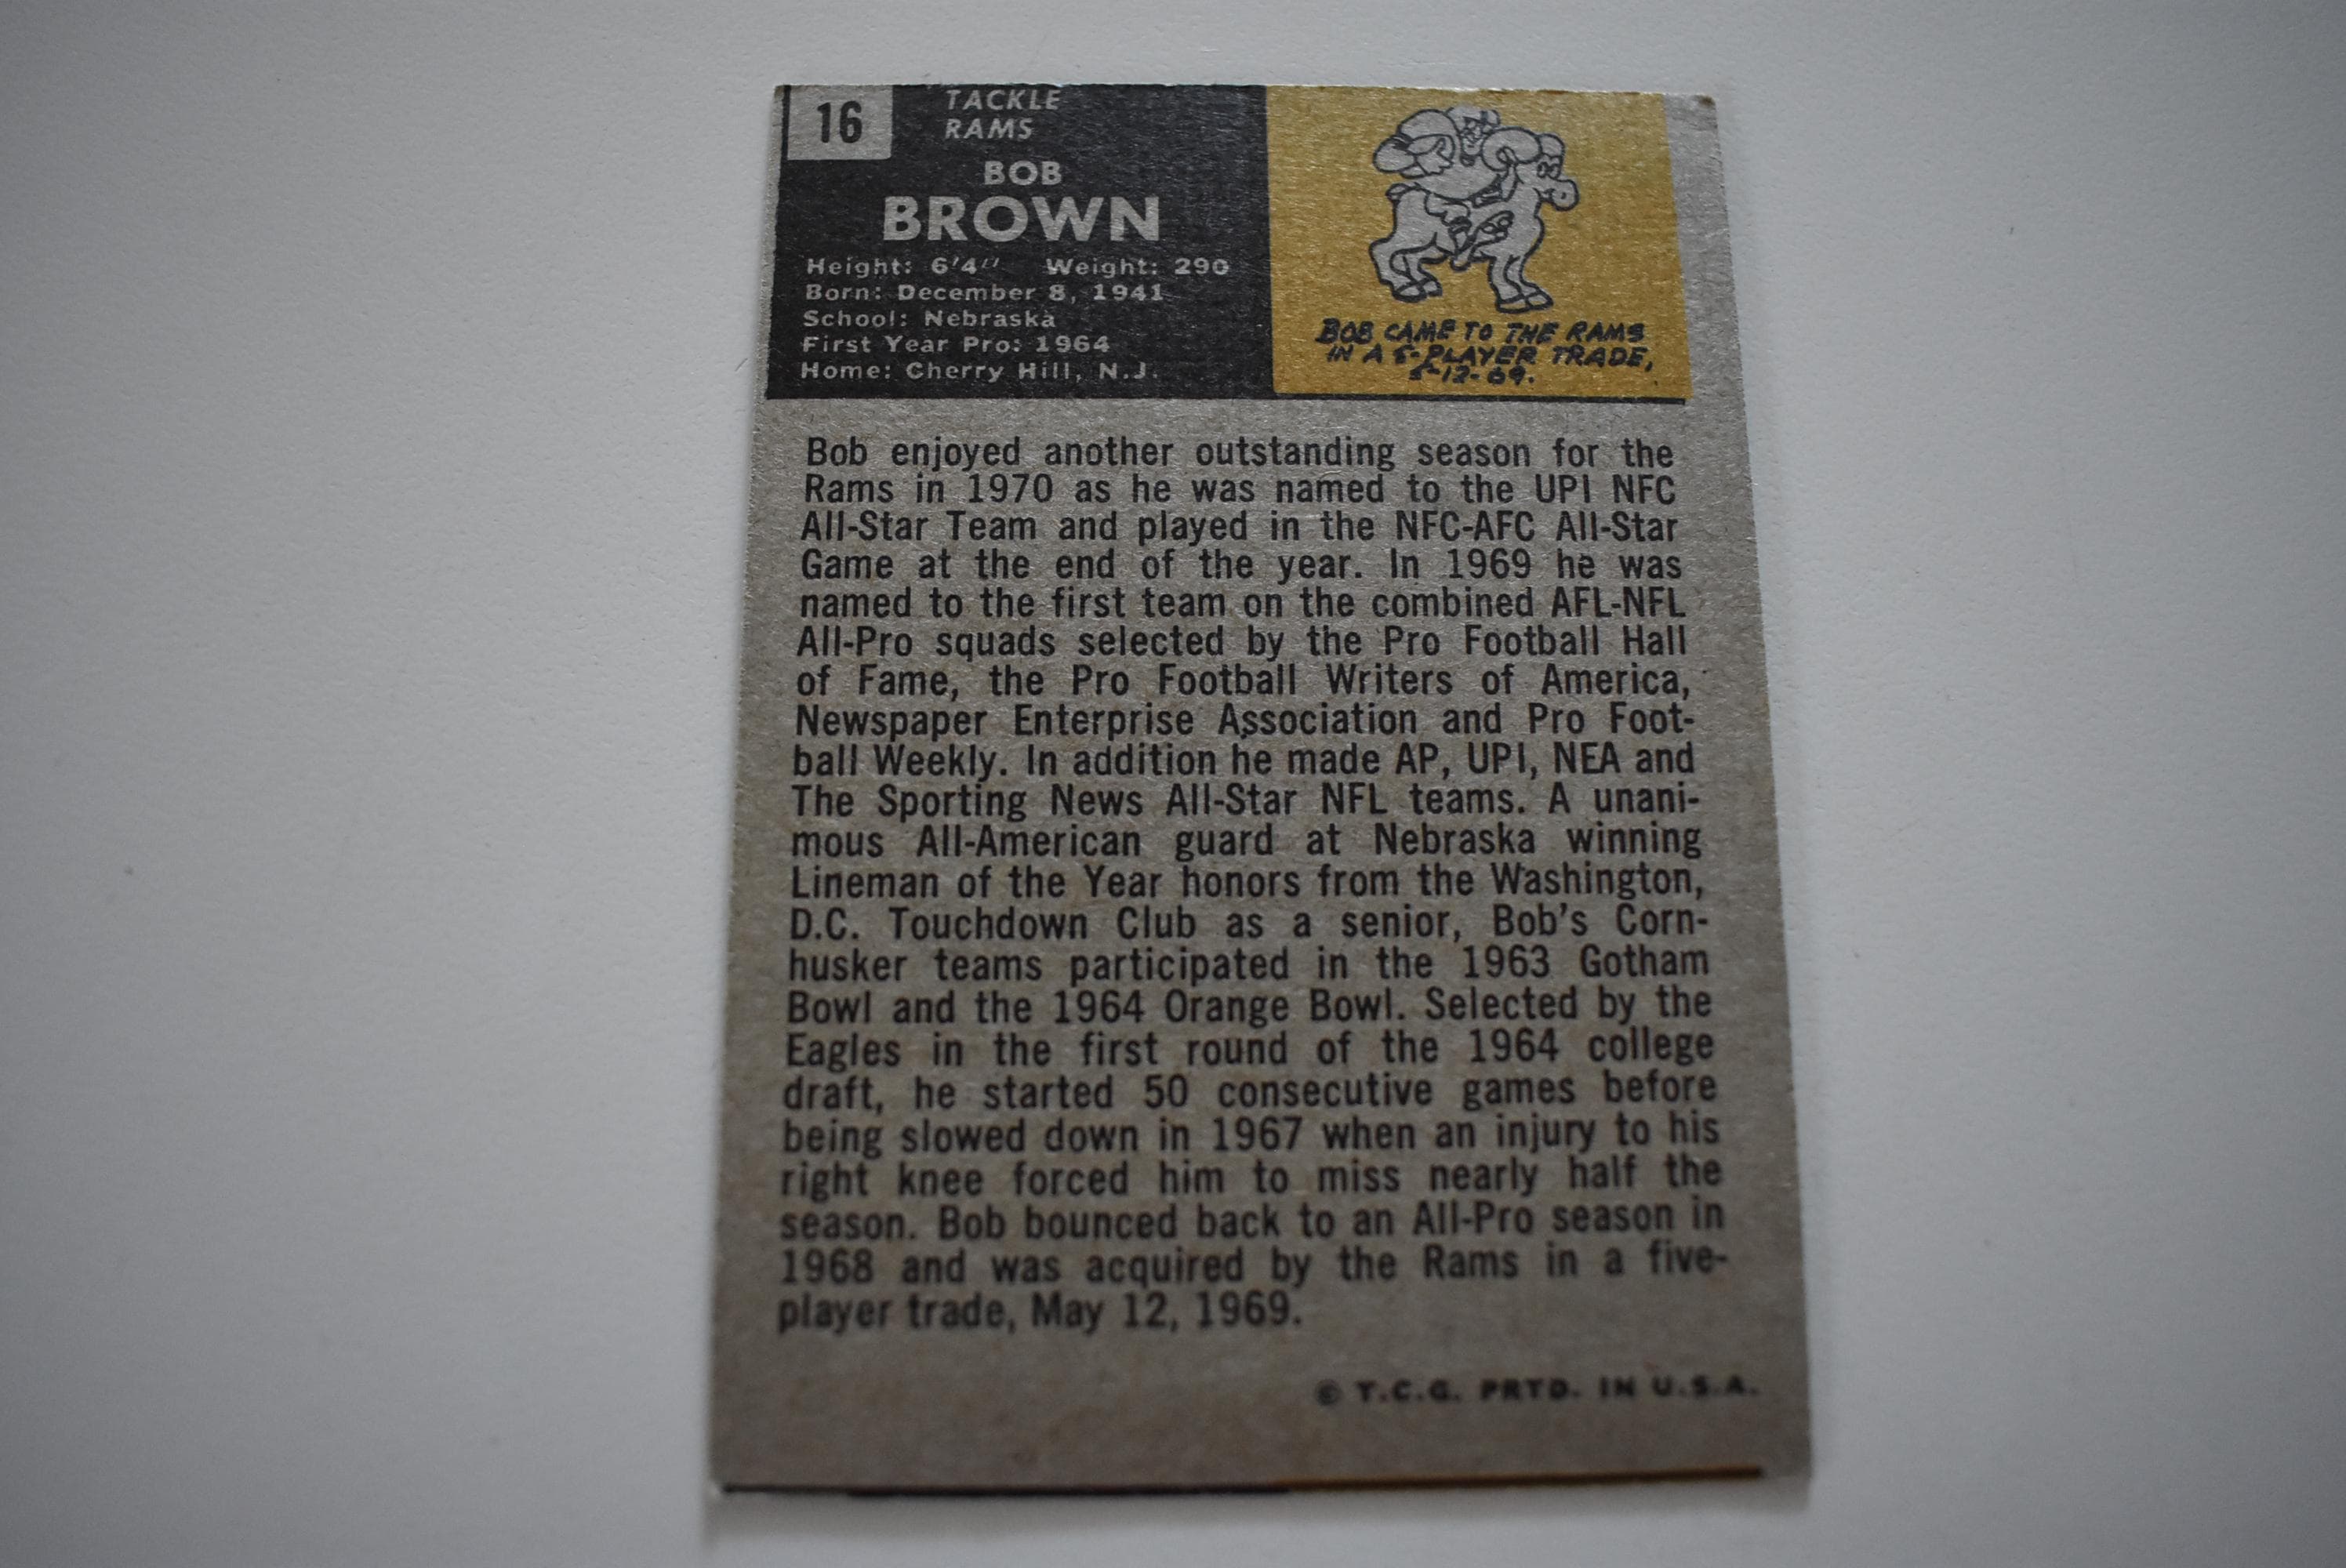 16
TACKLE
RAMS
BOB
BROWN
Height: 6'4" Weight: 290
Born: December 8, 1941
School: Nebraska
First Year Pro: 1964
Home: Cherry Hill, N.J.
BOB CAME TO THE RAMS
IN A 5-PLAYER TRADE,
5-12-69.
Bob enjoyed another outstanding season for the
Rams in 1970 as he was named to the UPI NFC
All-Star Team and played in the NFC-AFC All-Star
Game at the end of the year. In 1969 he was
named to the first team on the combined AFL-NFL
All-Pro squads selected by the Pro Football Hall
of Fame, the Pro Football Writers of America,
Newspaper Enterprise Association and Pro Foot-
ball Weekly. In addition he made AP, UPI, NEA and
The Sporting News All-Star NFL teams. A unani-
mous All-American guard at Nebraska winning
Lineman of the Year honors from the Washington,
D.C. Touchdown Club as a senior, Bob's Corn-
husker teams participated in the 1963 Gotham
Bowl and the 1964 Orange Bowl. Selected by the
Eagles in the first round of the 1964 college
draft, he started 50 consecutive games before
being slowed down in 1967 when an injury to his
right knee forced him to miss nearly half the
season. Bob bounced back to an All-Pro season in
1968 and was acquired by the Rams in a five-
player trade, May 12, 1969.
© T.C.G. PRTD. IN U.S.A.